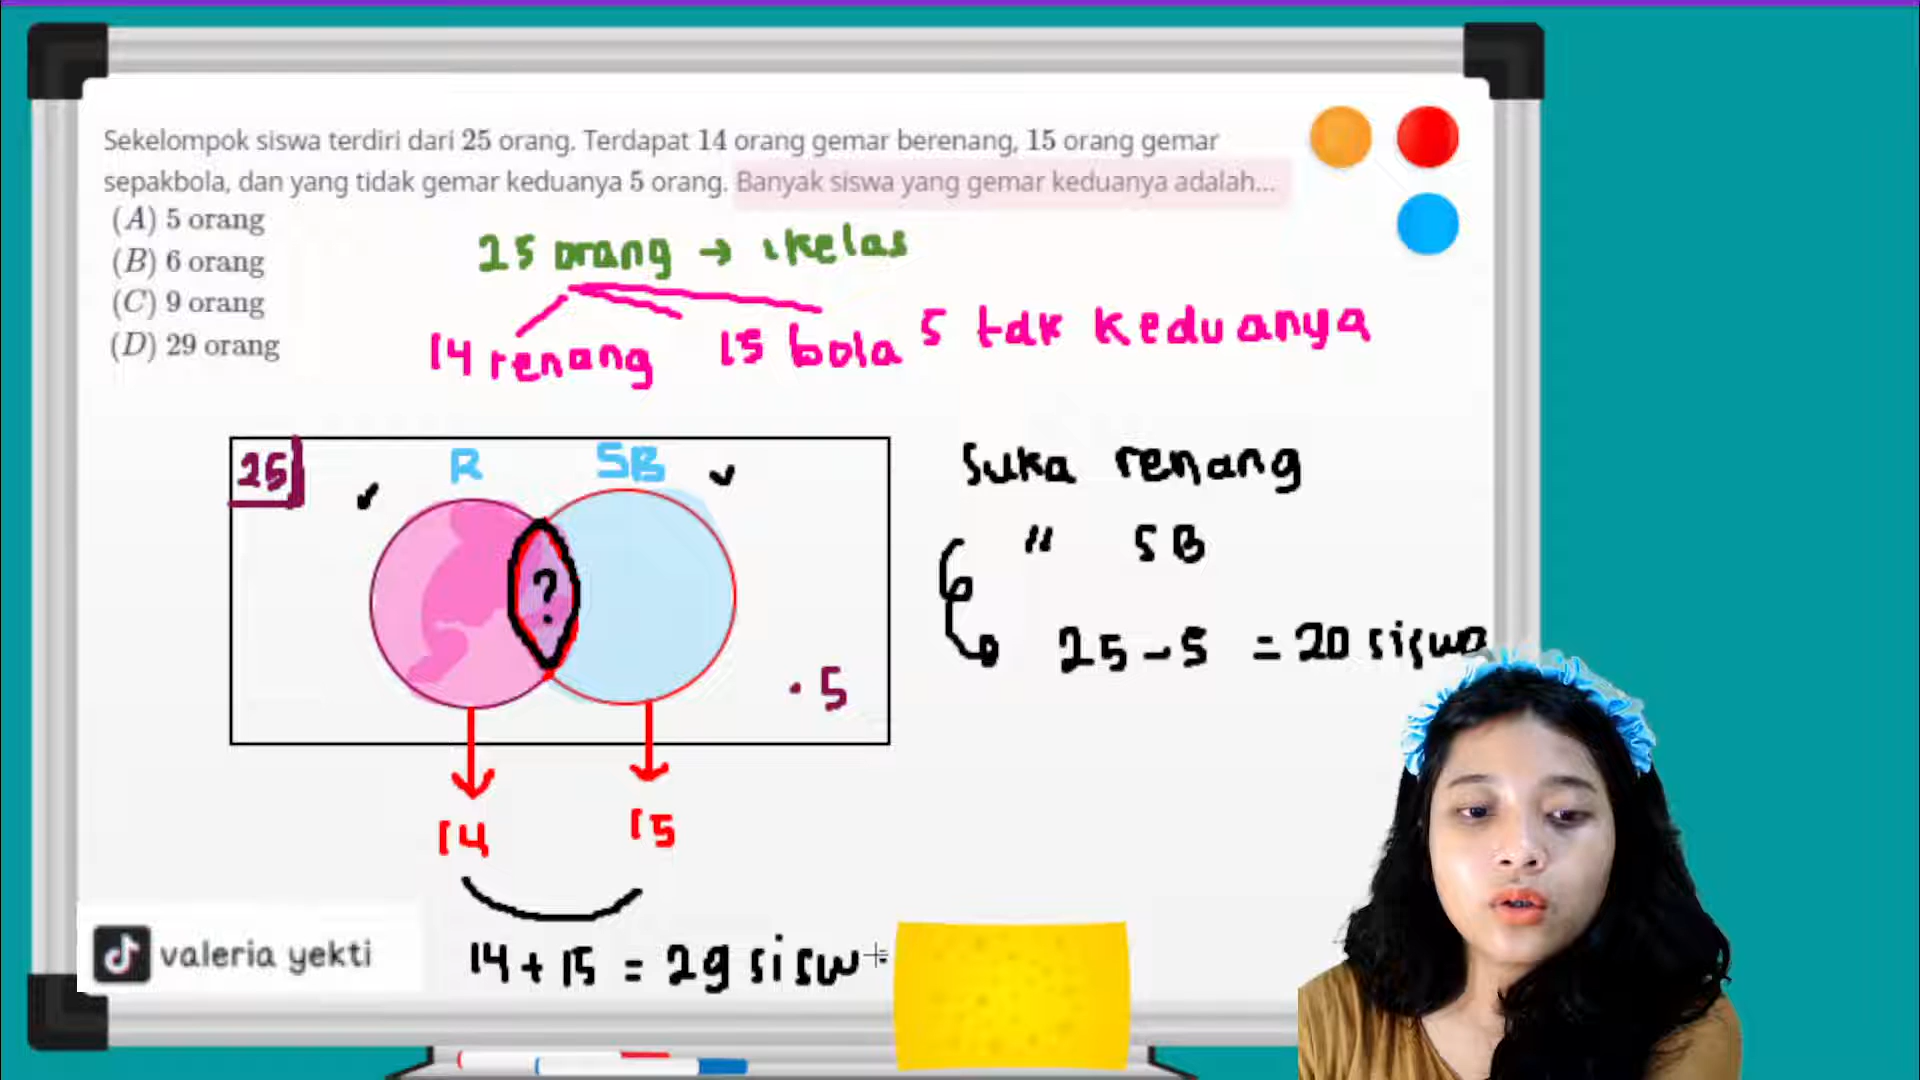 Sekelompok siswa terdiri dari 25 orang. Terdapat 14 orang gemar berenang, 15 orang gemar
sepakbola, dan yang tidak gemar keduanya 5 orang. Banyak siswa yang gemar keduanya adalah...
(A) 5 orang
(B) 6 orang
(C) 9 orang
(D) 29 orang
25 orang → 1 kelas
14 renang 15 bola 5 tdk keduanya
25 R SB
?
. 5
14 15
14 + 15 = 29 sisw
Suka renang
" SB
25 - 5 = 20 siswa
valeria yekti